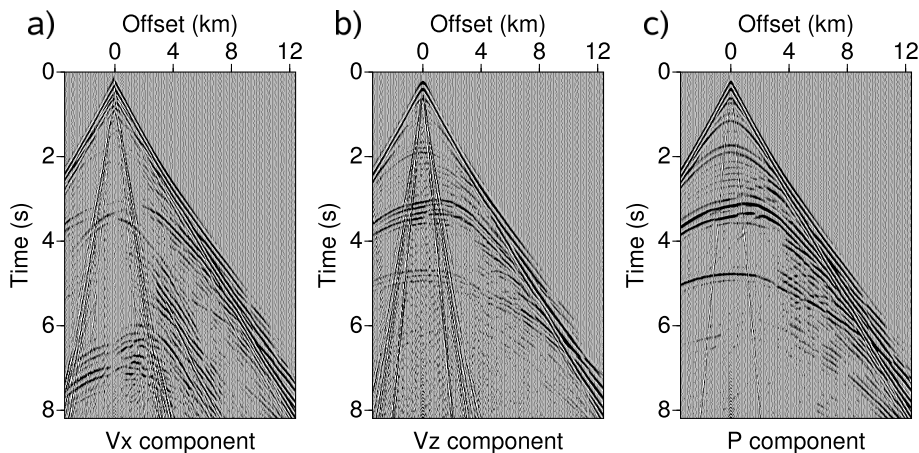 a) Offset (km)
0 4 8 12
0
2
4
6
8
Time (s)
Vx component
b) Offset (km)
0 4 8 12
0
2
4
6
8
Time (s)
Vz component
c) Offset (km)
0 4 8 12
0
2
4
6
8
Time (s)
P component